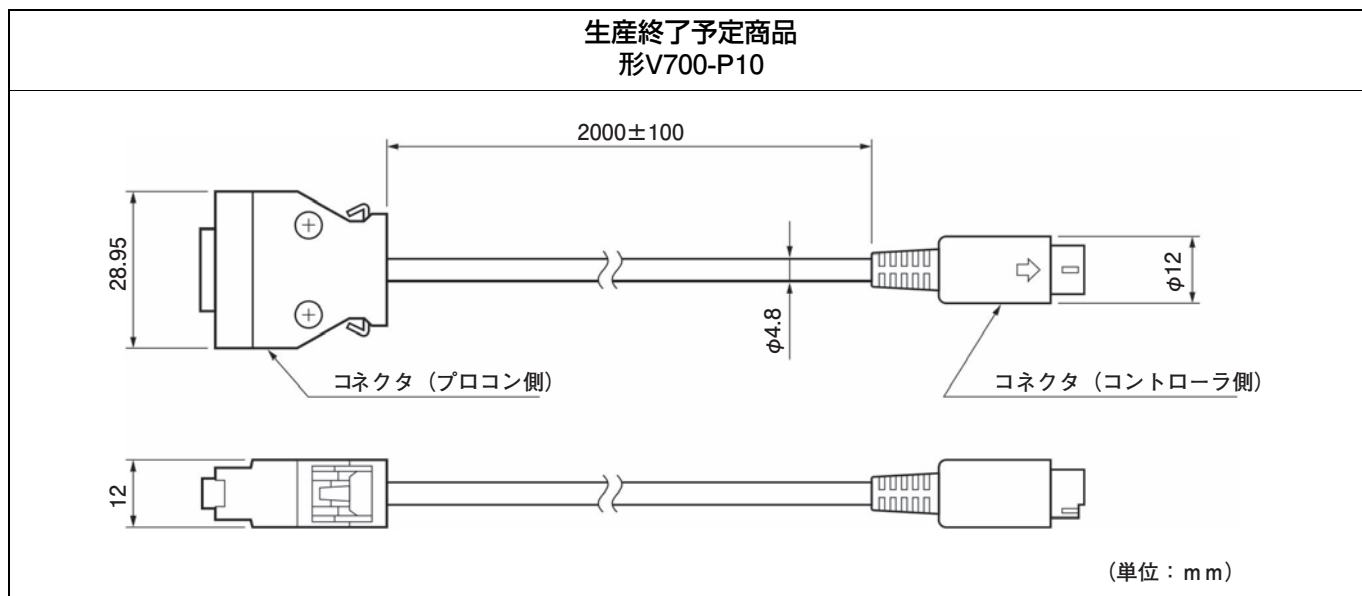 生産終了予定商品
形V700-P10
2000±100
28.95
φ4.8
φ12
コネクタ（プロコン側）
コネクタ（コントローラ側）
12
（単位：ｍｍ）